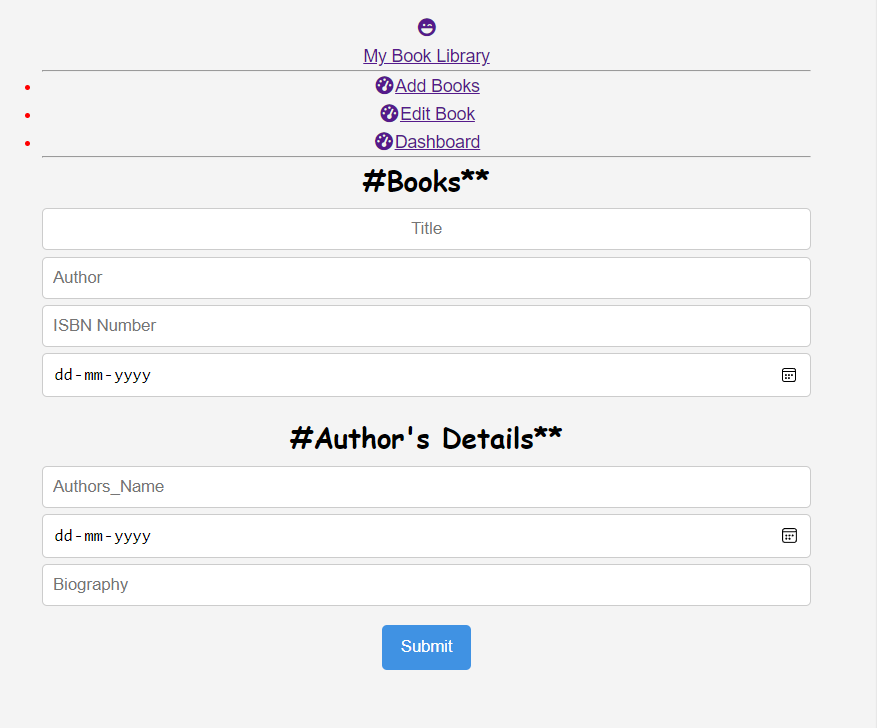 My Book Library
Add Books
Edit Book
Dashboard
#Books**
Title
Author
ISBN Number
dd-mm-yyyy
#Author's Details**
Authors_Name
dd-mm-yyyy
Biography
Submit